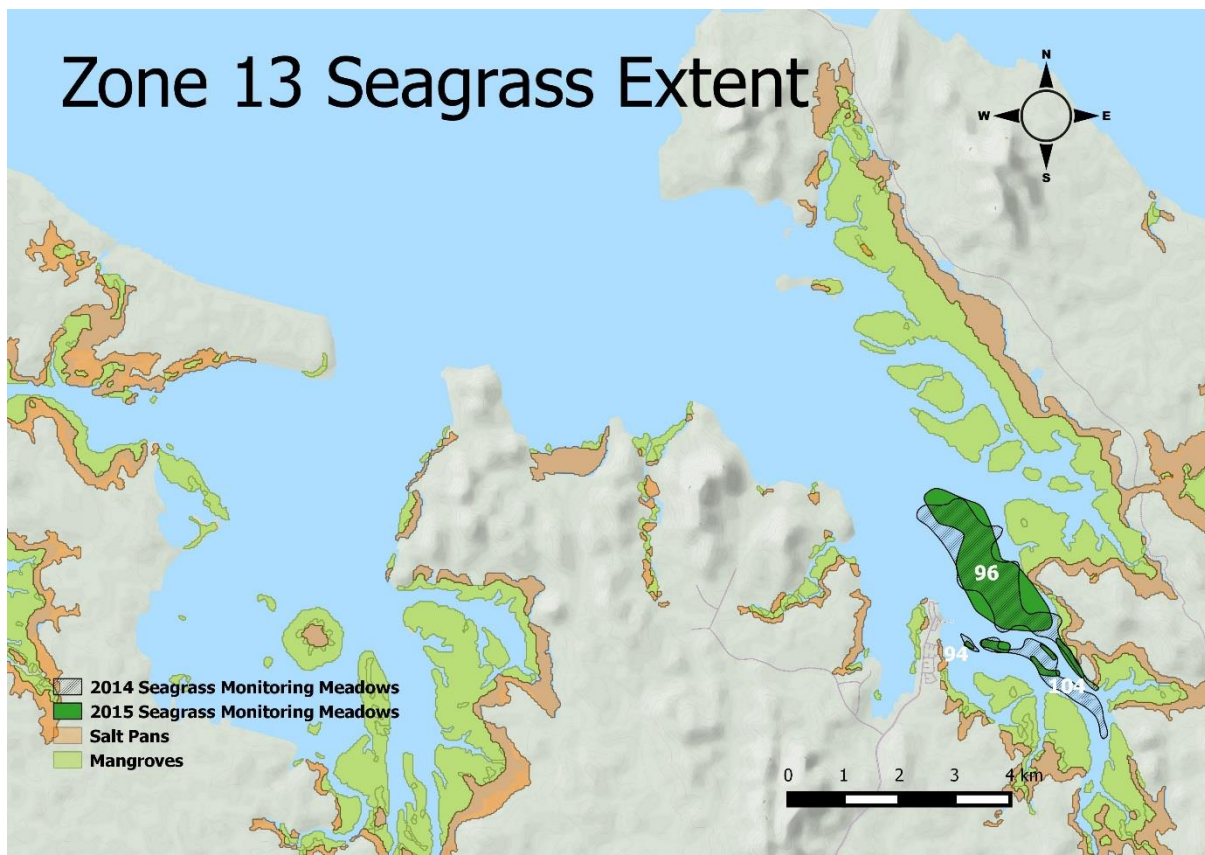 Zone 13 Seagrass Extent
N
W E
S
96
94
104
2014 Seagrass Monitoring Meadows
2015 Seagrass Monitoring Meadows
Salt Pans
Mangroves
0 1 2 3 4 km